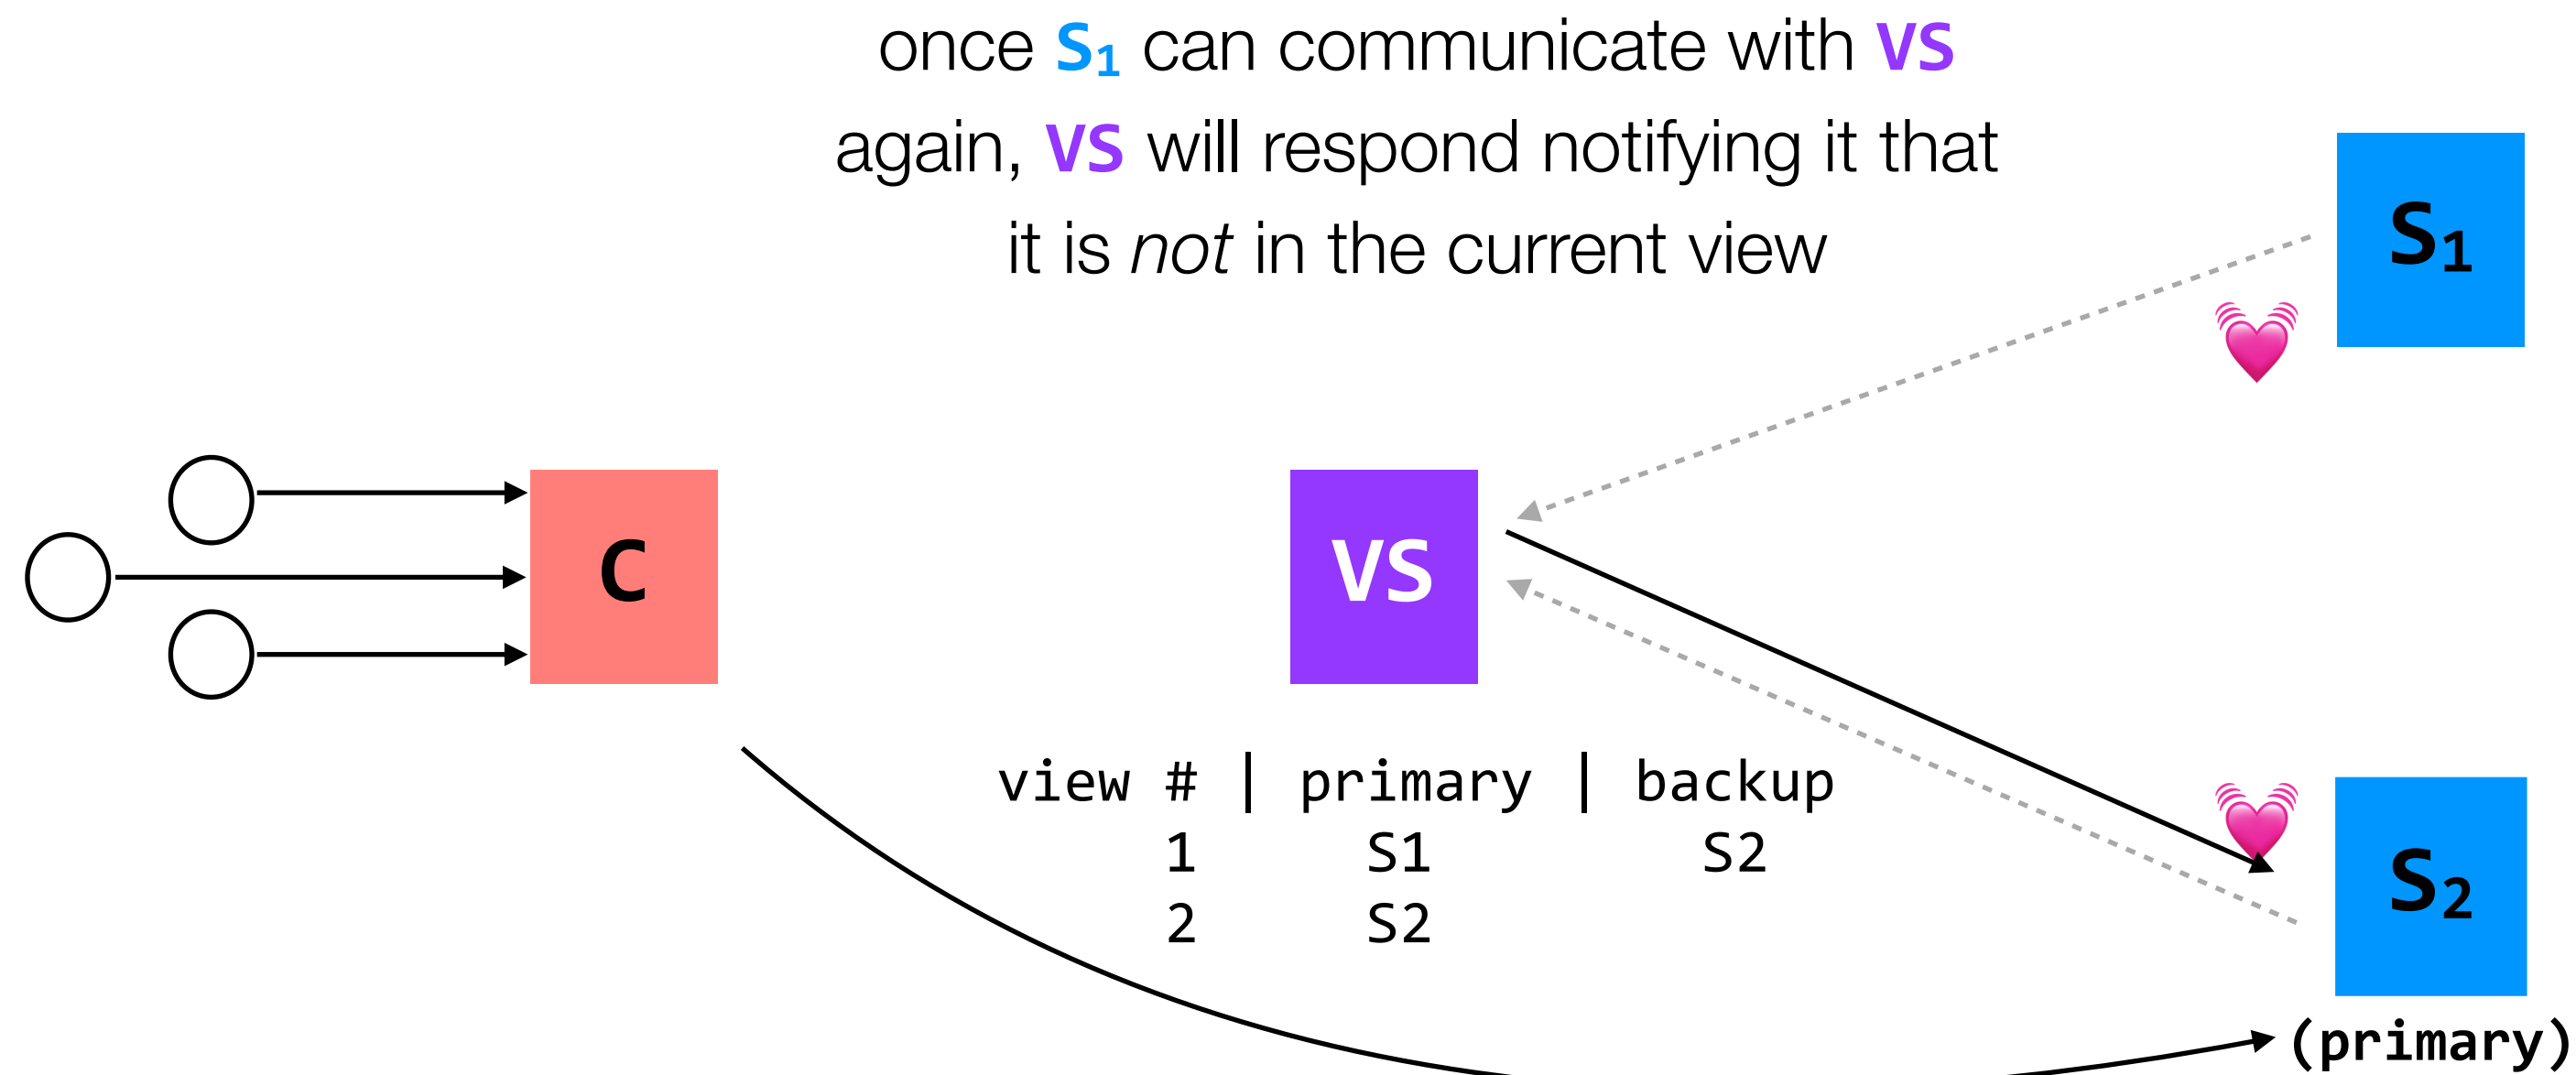 once S₁ can communicate with VS
again, VS will respond notifying it that
it is not in the current view
S₁
C
VS
view # | primary | backup
1 S1 S2
2 S2
S₂
(primary)